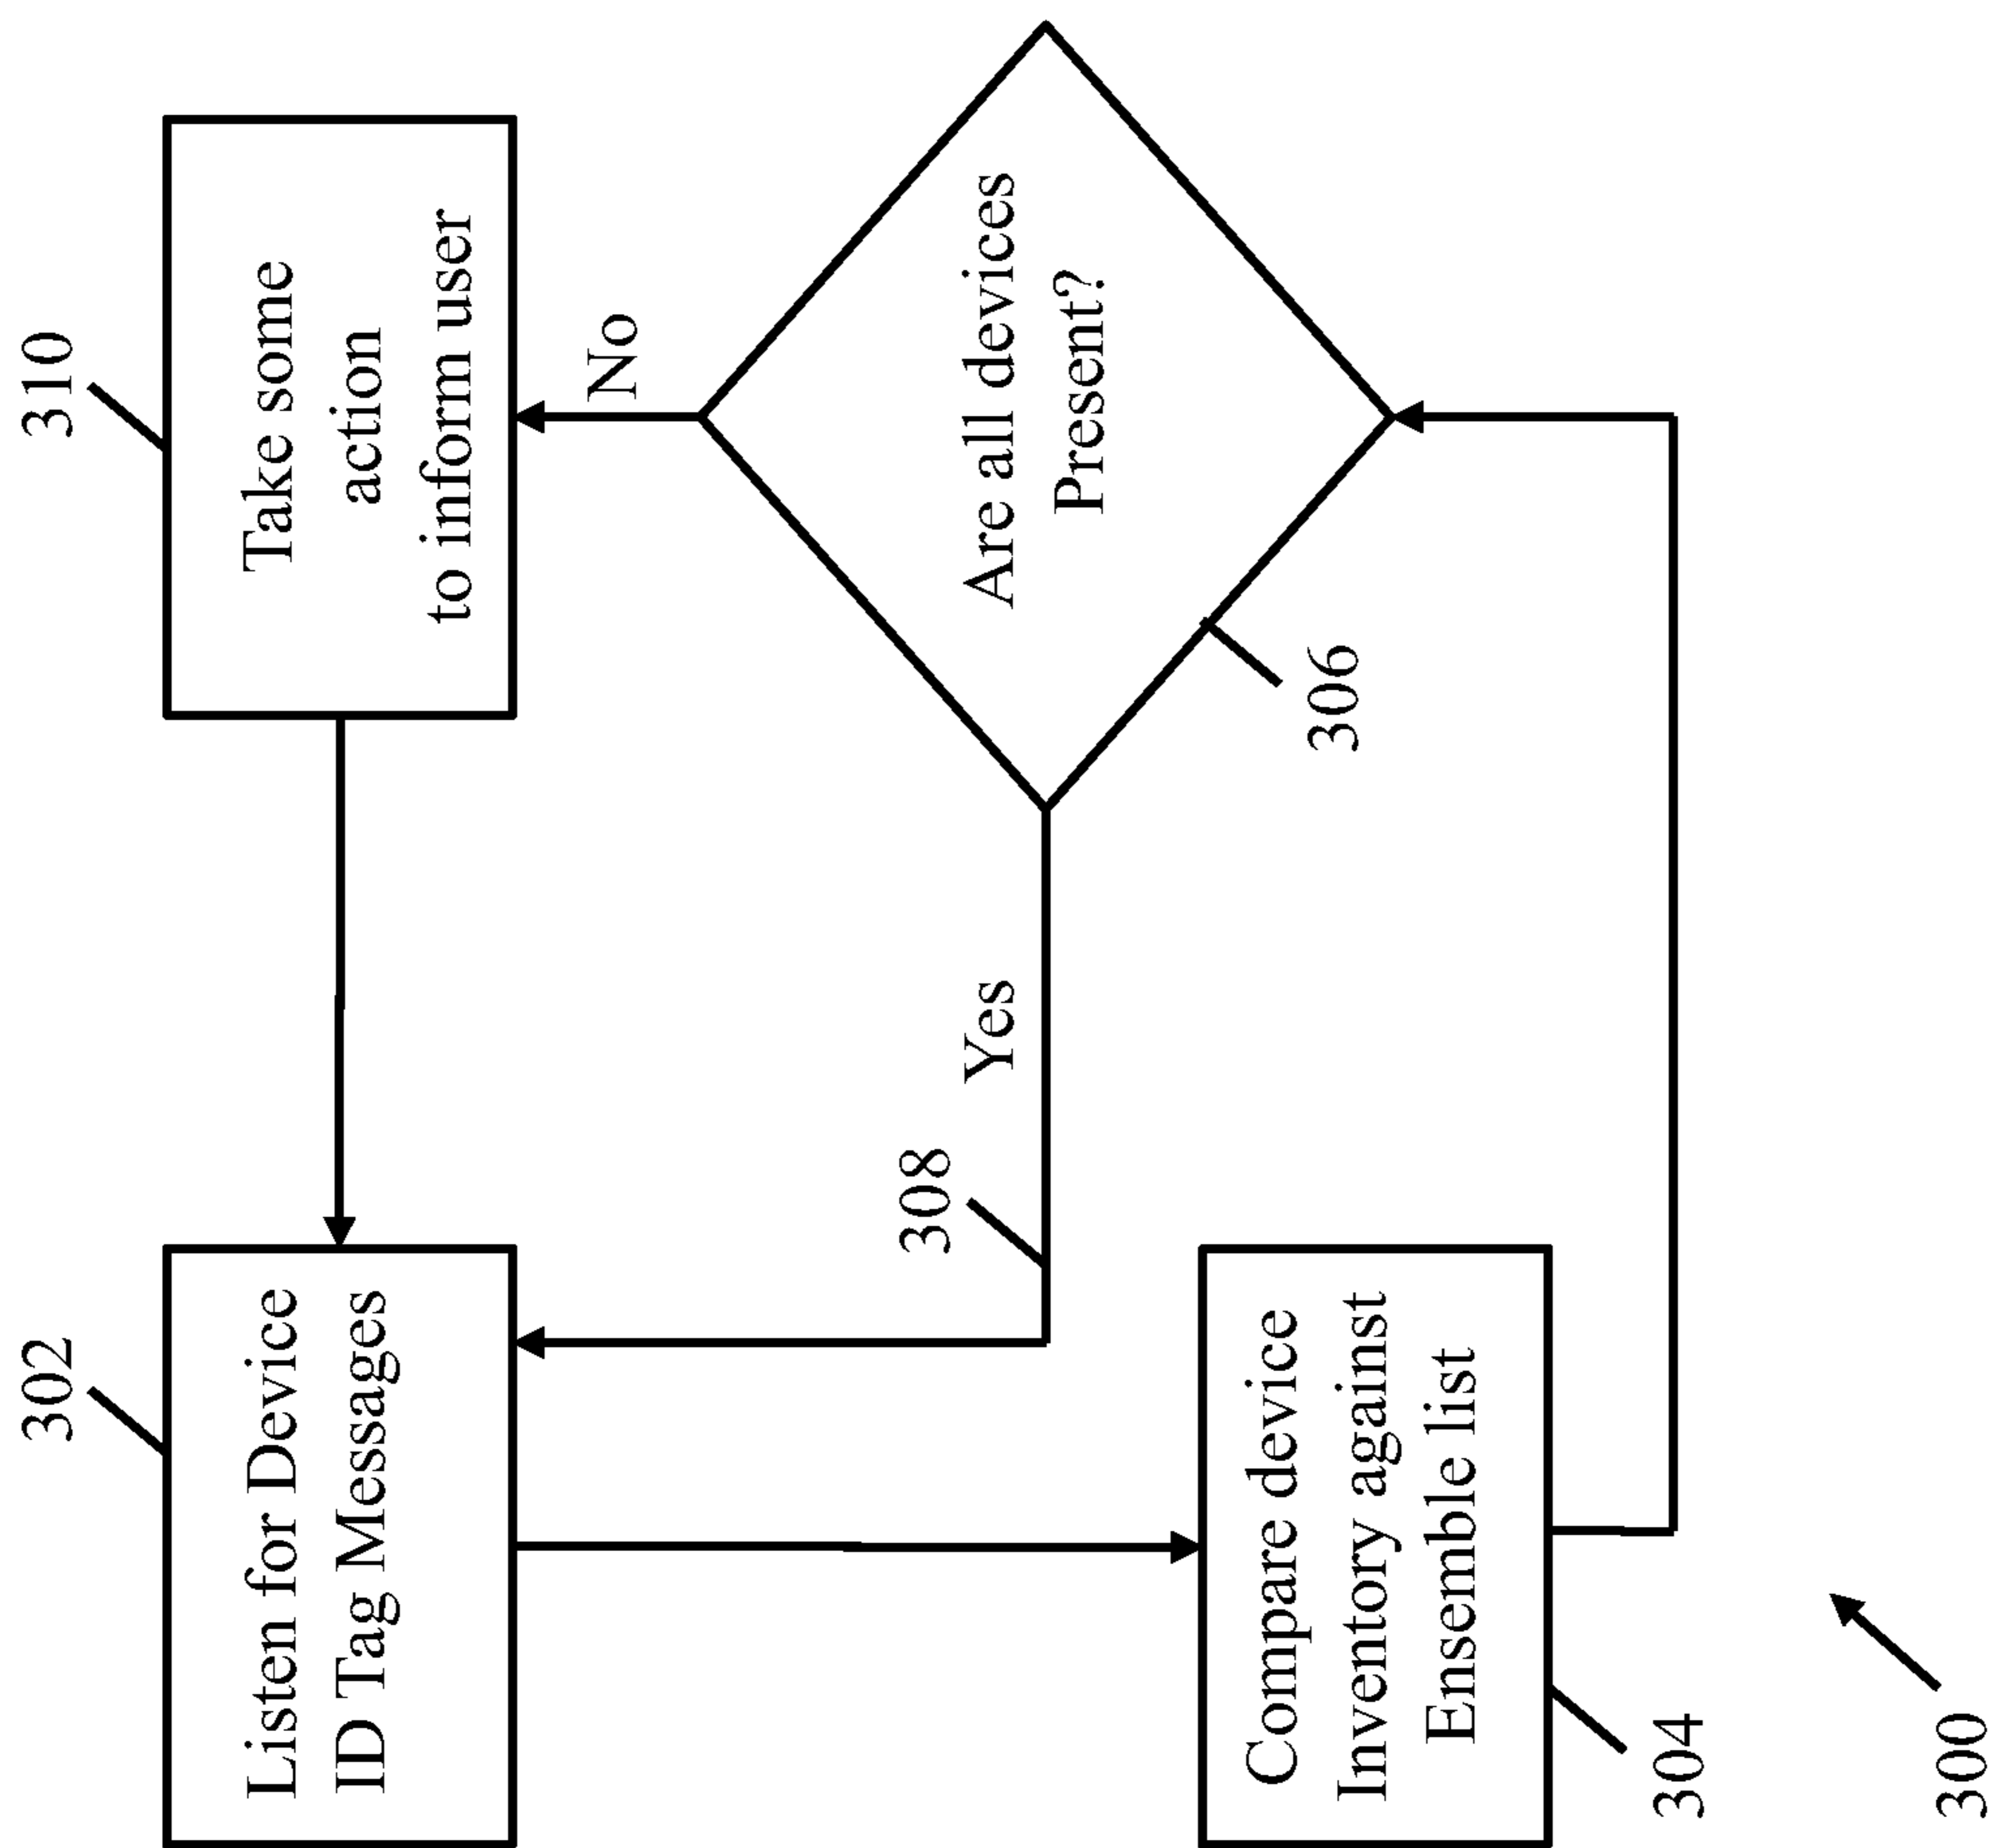 302
Listen for Device
ID Tag Messages
310
Take some
action
to inform user
No
308
Yes
Are all devices
Present?
306
Compare device
Inventory against
Ensemble list
304
300